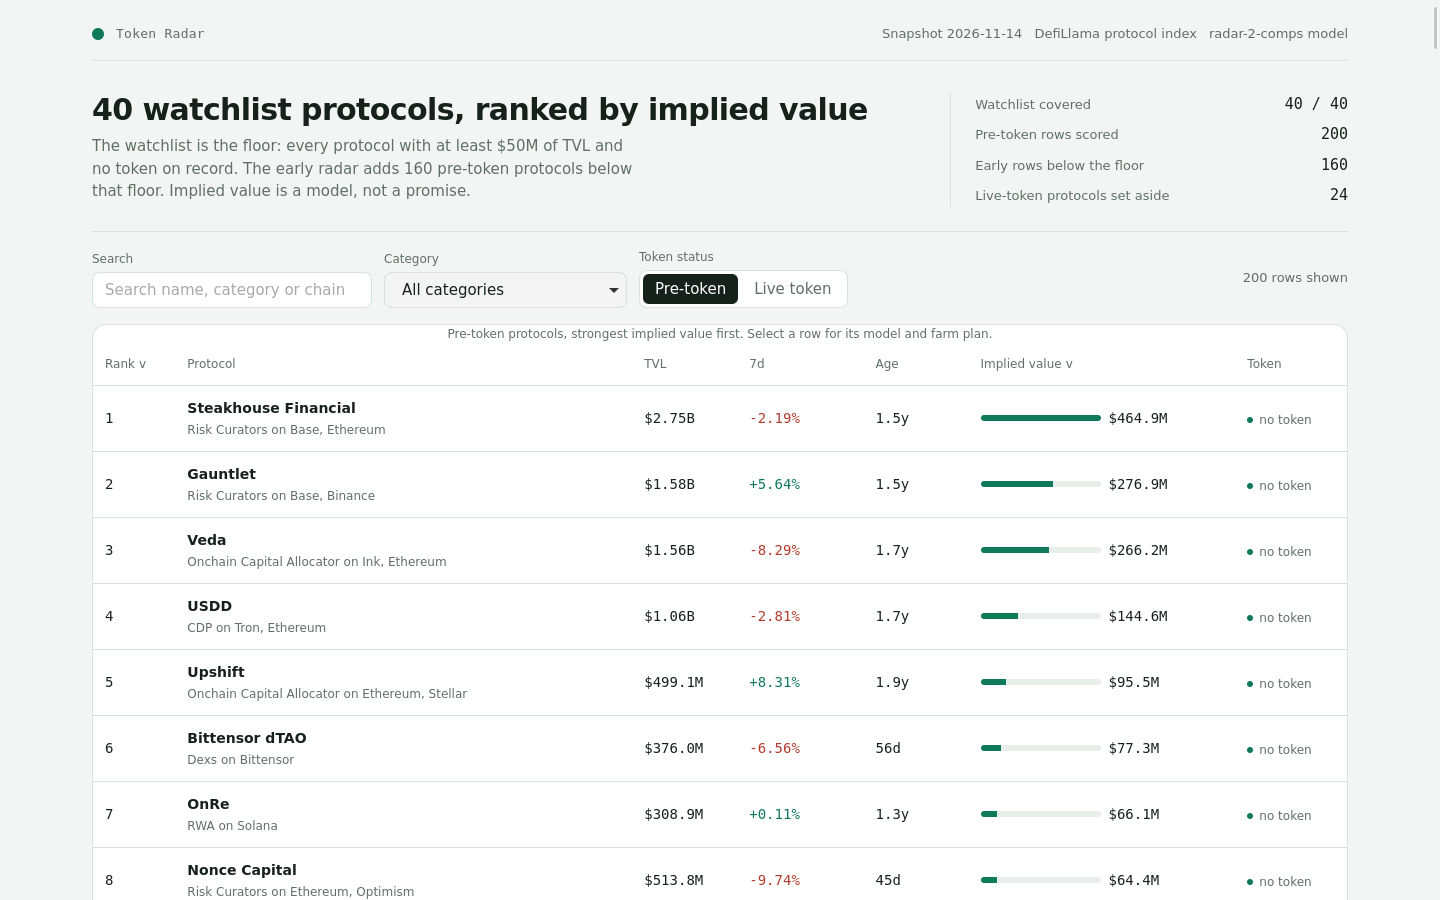 Token Radar
Snapshot 2026-11-14 DefiLlama protocol index radar-2-comps model
40 watchlist protocols, ranked by implied value
The watchlist is the floor: every protocol with at least $50M of TVL and
no token on record. The early radar adds 160 pre-token protocols below
that floor. Implied value is a model, not a promise.
Watchlist covered 40 / 40
Pre-token rows scored 200
Early rows below the floor 160
Live-token protocols set aside 24
Search Category Token status
Search name, category or chain All categories Pre-token Live token 200 rows shown
Pre-token protocols, strongest implied value first. Select a row for its model and farm plan.
Rank v Protocol TVL 7d Age Implied value v Token
1 Steakhouse Financial $2.75B -2.19% 1.5y $464.9M no token
Risk Curators on Base, Ethereum
2 Gauntlet $1.58B +5.64% 1.5y $276.9M no token
Risk Curators on Base, Binance
3 Veda $1.56B -8.29% 1.7y $266.2M no token
Onchain Capital Allocator on Ink, Ethereum
4 USDD $1.06B -2.81% 1.7y $144.6M no token
CDP on Tron, Ethereum
5 Upshift $499.1M +8.31% 1.9y $95.5M no token
Onchain Capital Allocator on Ethereum, Stellar
6 Bittensor dTAO $376.0M -6.56% 56d $77.3M no token
Dexs on Bittensor
7 OnRe $308.9M +0.11% 1.3y $66.1M no token
RWA on Solana
8 Nonce Capital $513.8M -9.74% 45d $64.4M no token
Risk Curators on Ethereum, Optimism